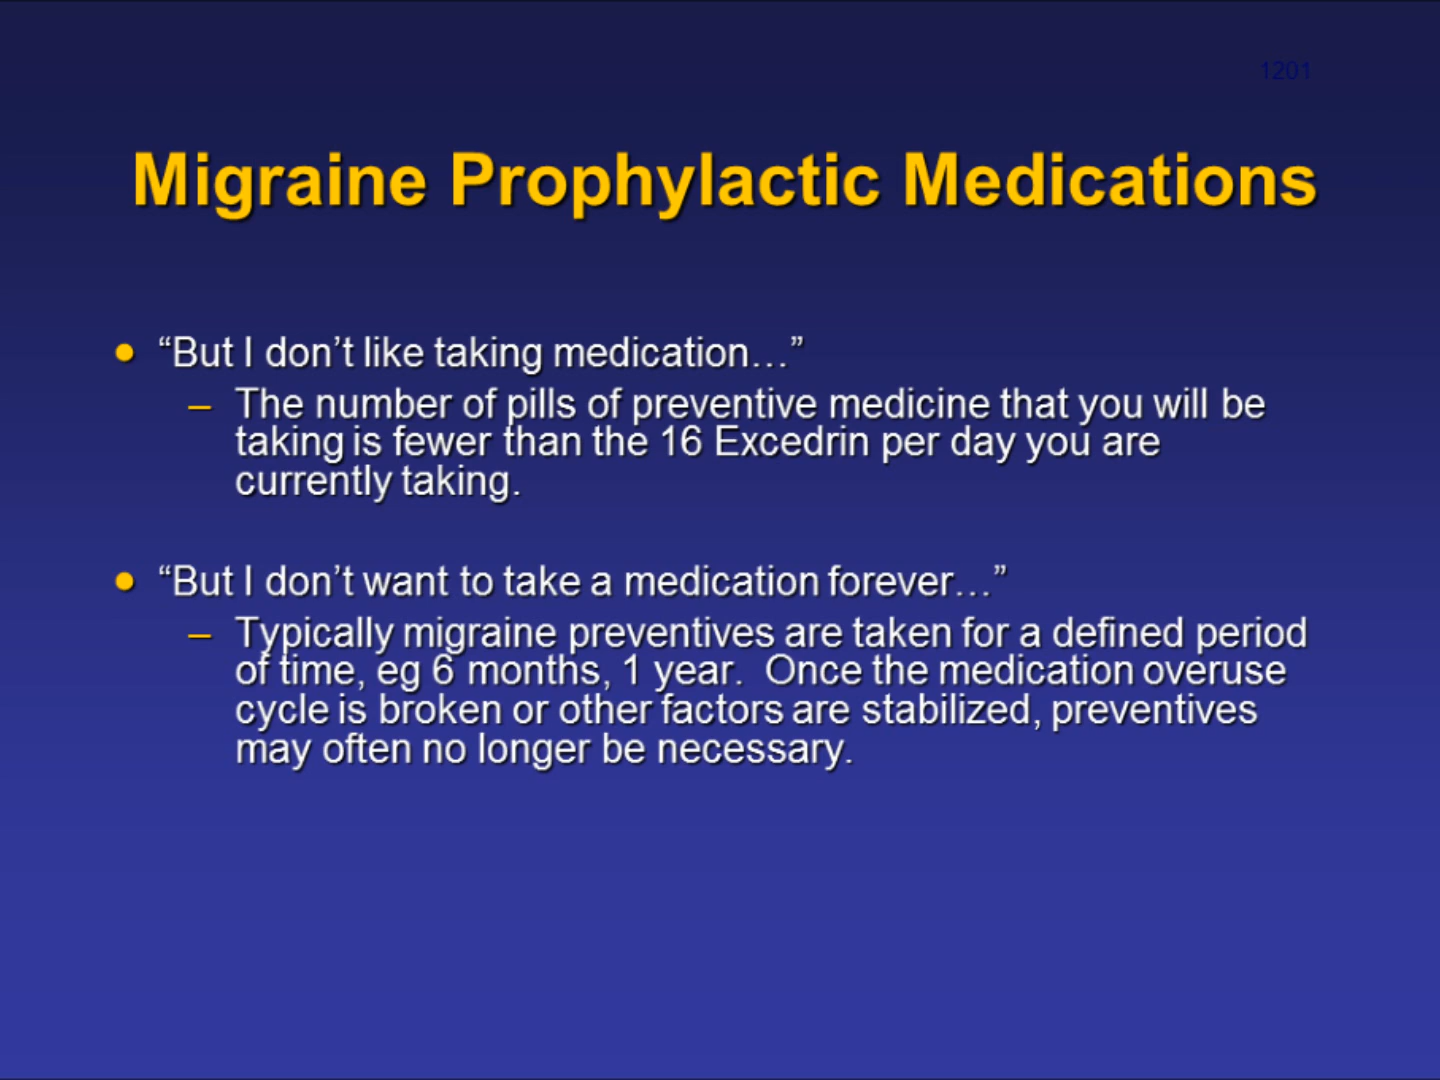 1201
Migraine Prophylactic Medications
• “But I don’t like taking medication…”
– The number of pills of preventive medicine that you will be
taking is fewer than the 16 Excedrin per day you are
currently taking.
• “But I don’t want to take a medication forever…”
– Typically migraine preventives are taken for a defined period
of time, eg 6 months, 1 year.  Once the medication overuse
cycle is broken or other factors are stabilized, preventives
may often no longer be necessary.